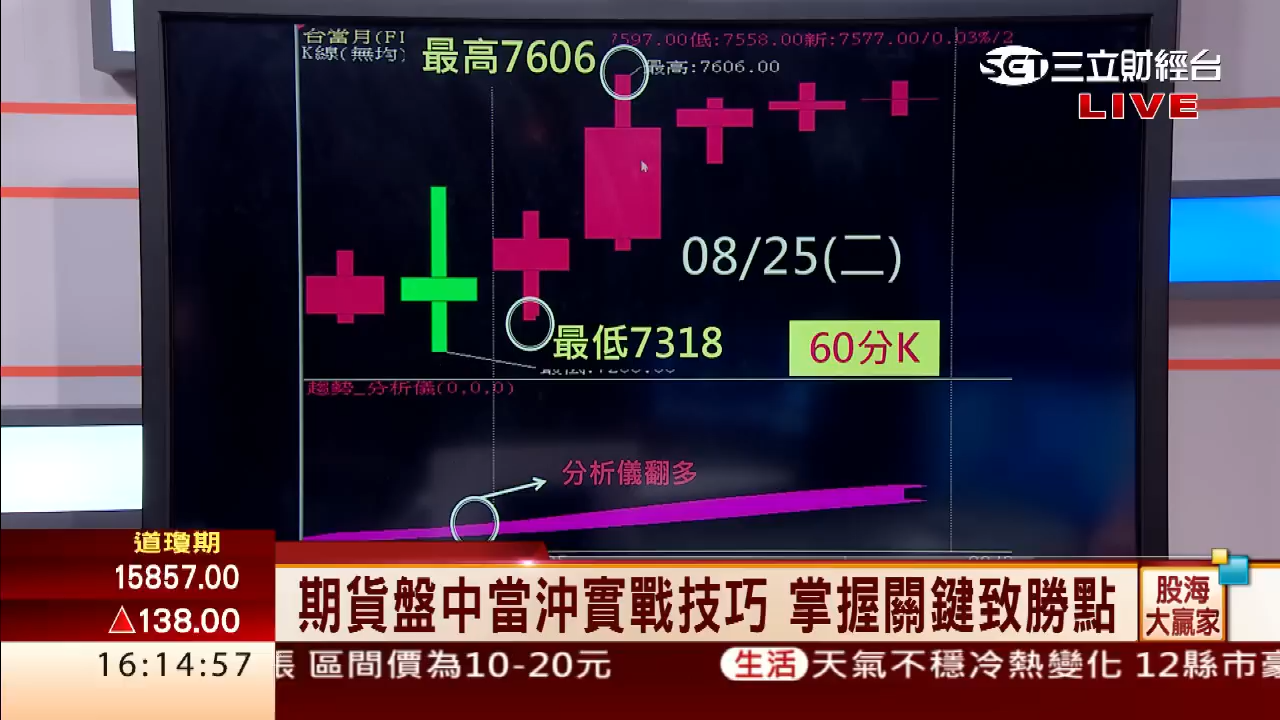 台當月(FI
K線(無均)
最高7606
7597.00低:7558.00新:7577.00/0.03%/2
最高:7606.00
SET三立財經台
LIVE
08/25(二)
最低7318
60分K
趨勢_分析儀(0,0,0)
分析儀翻多
道瓊期
15857.00
▲138.00
期貨盤中當沖實戰技巧 掌握關鍵致勝點
股海
大贏家
16:14:57
張 區間價為10-20元
生活 天氣不穩冷熱變化 12縣市豪